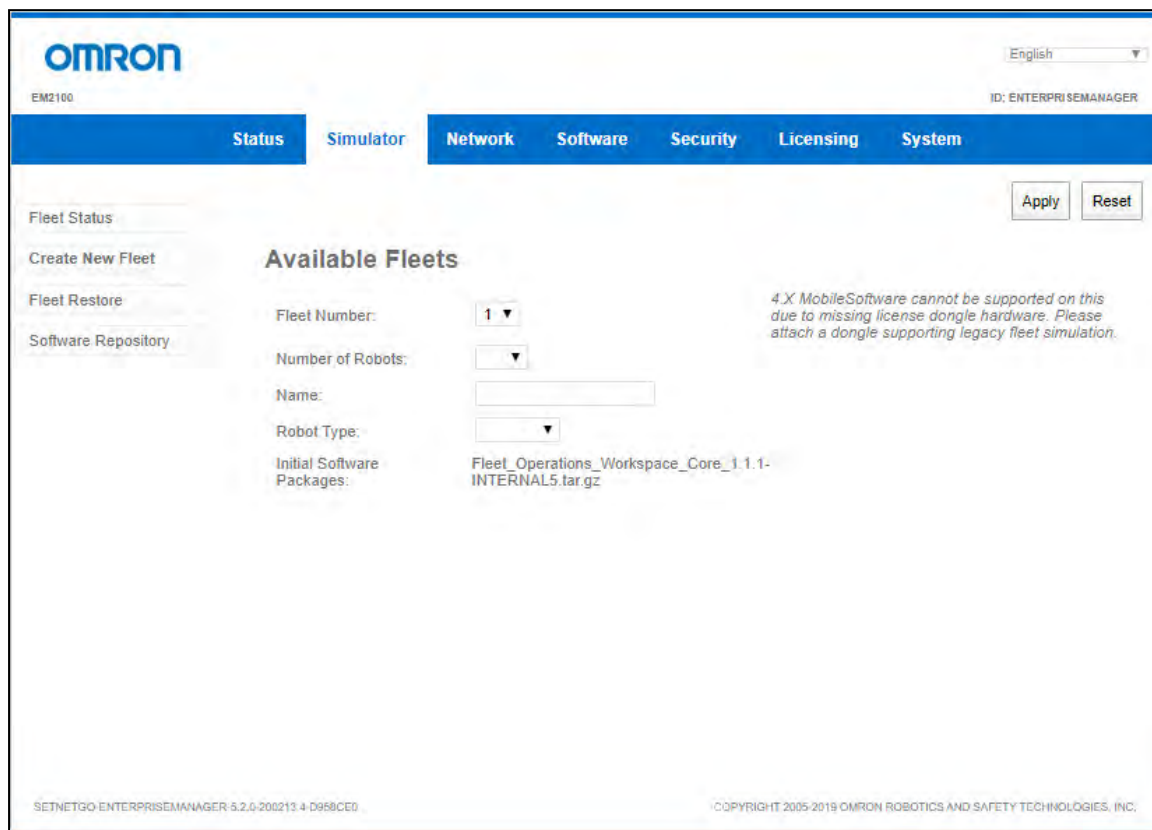 OMRON
English
EM2100
ID: ENTERPRISEMANAGER
Status Simulator Network Software Security Licensing System
Apply Reset
Fleet Status
Create New Fleet
Fleet Restore
Software Repository
Available Fleets
Fleet Number: 1
Number of Robots:
Name:
Robot Type:
Initial Software
Packages:
Fleet_Operations_Workspace_Core_1.1.1-
INTERNAL5.tar.gz
4.X MobileSoftware cannot be supported on this
due to missing license dongle hardware. Please
attach a dongle supporting legacy fleet simulation.
SETNETGO-ENTERPRISEMANAGER-5.2.0-200213.4-D958CE0
COPYRIGHT 2005-2019 OMRON ROBOTICS AND SAFETY TECHNOLOGIES, INC.